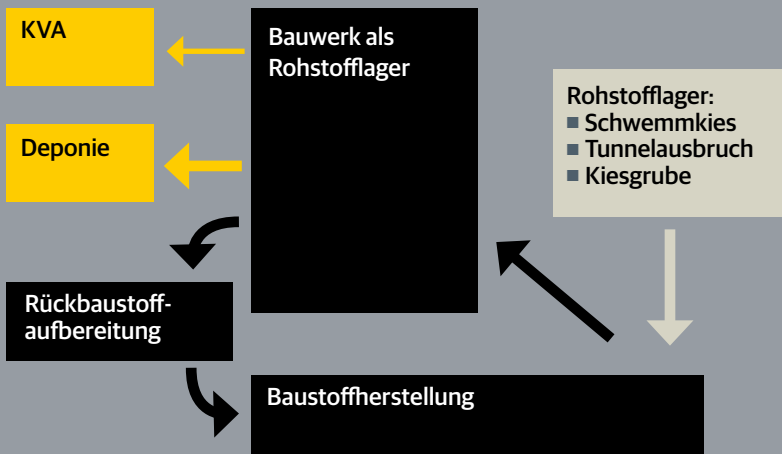 KVA
Bauwerk als
Rohstofflager
Rohstofflager:
■ Schwemmkies
■ Tunnelausbruch
■ Kiesgrube
Deponie
Rückbaustoff-
aufbereitung
Baustoffherstellung